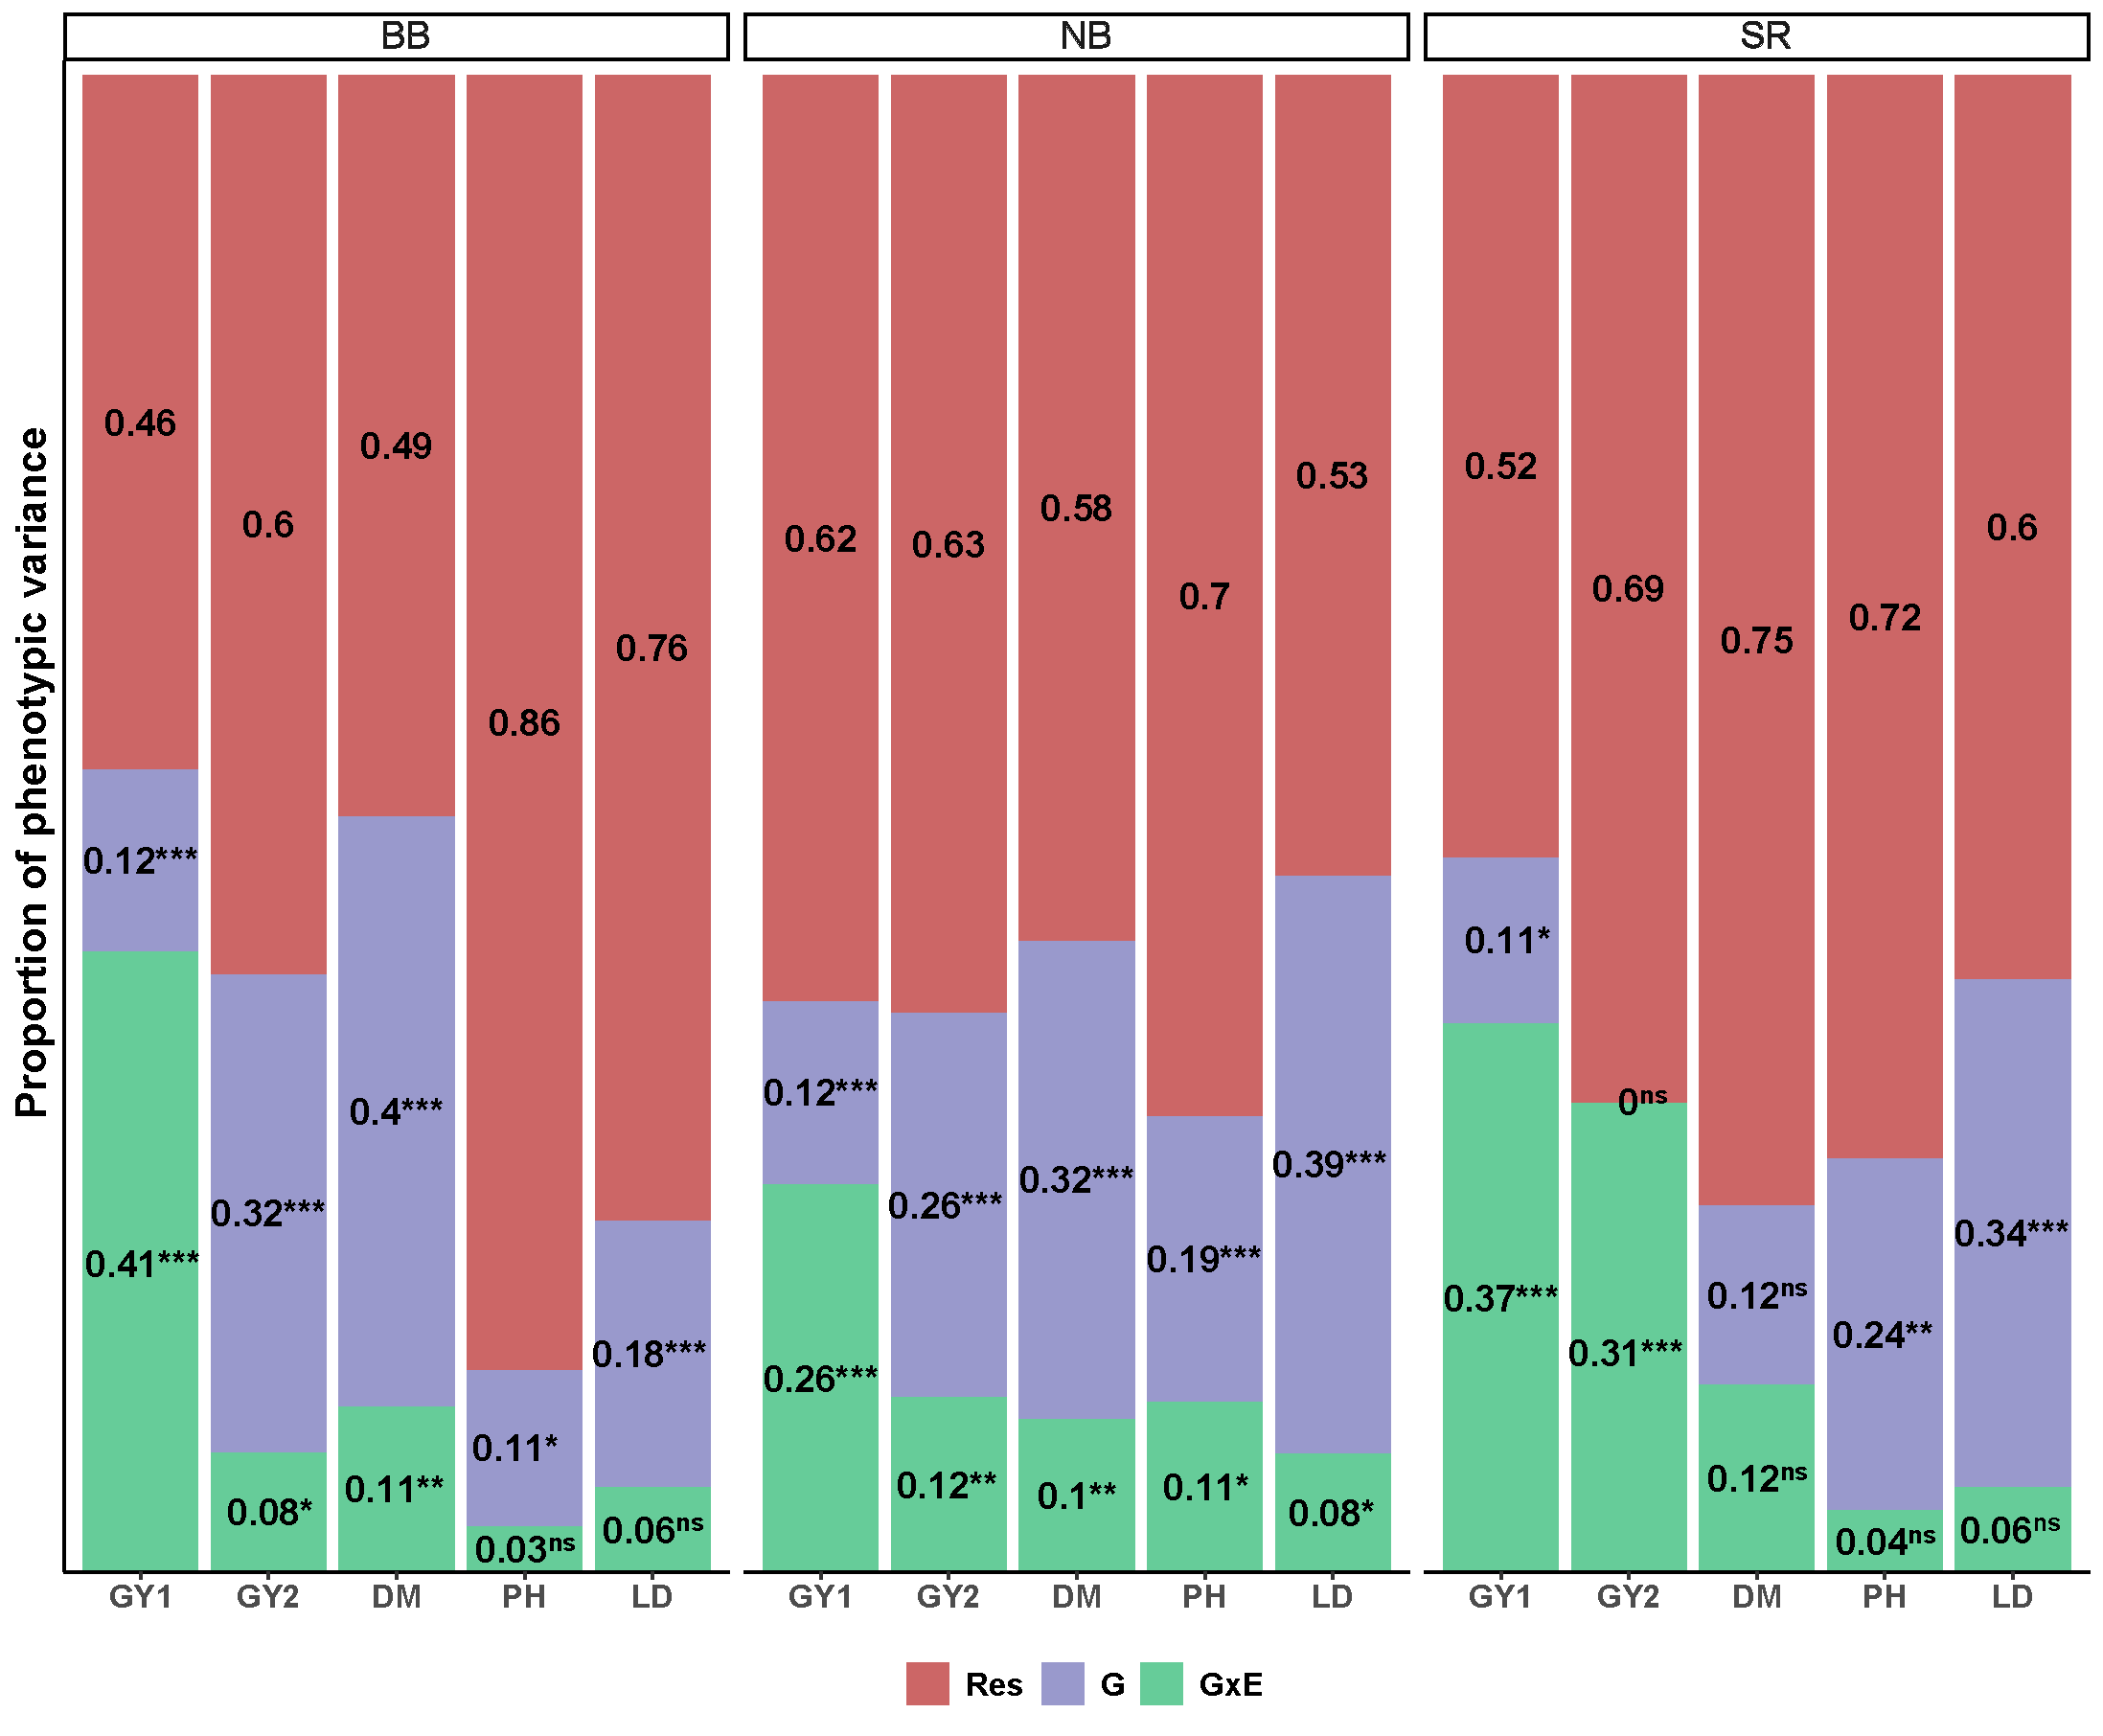 BB
NB
SR
Proportion of phenotypic variance
0.46
0.6
0.49
0.86
0.76
0.12***
0.32***
0.4***
0.11*
0.18***
0.41***
0.08*
0.11**
0.03ns
0.06ns
0.62
0.63
0.58
0.7
0.53
0.12***
0.26***
0.32***
0.19***
0.39***
0.26***
0.12**
0.1**
0.11*
0.08*
0.52
0.69
0.75
0.72
0.6
0.11*
0ns
0.12ns
0.24**
0.34***
0.37***
0.31***
0.12ns
0.04ns
0.06ns
GY1 GY2 DM PH LD
GY1 GY2 DM PH LD
GY1 GY2 DM PH LD
Res G GxE